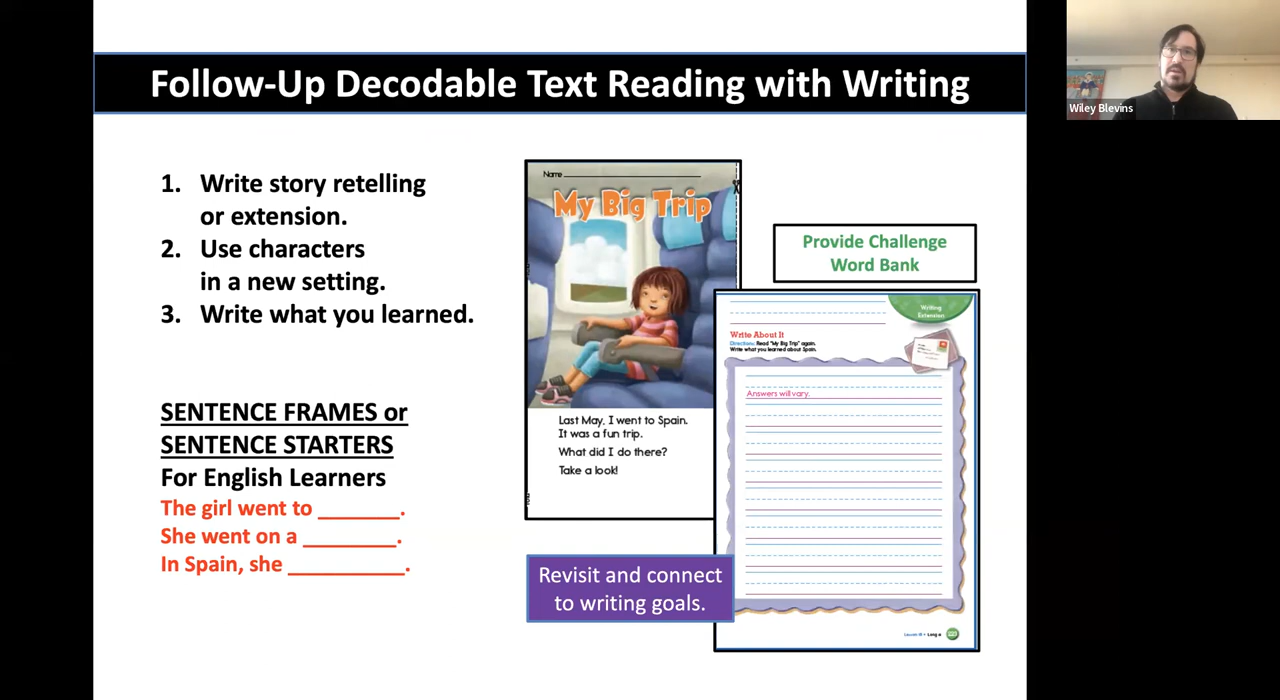 Follow-Up Decodable Text Reading with Writing
Wiley Blevins
1. Write story retelling
or extension.
2. Use characters
in a new setting.
3. Write what you learned.
SENTENCE FRAMES or
SENTENCE STARTERS
For English Learners
The girl went to _______.
She went on a ________.
In Spain, she __________.
Name
My Big Trip
Last May, I went to Spain.
It was a fun trip.
What did I do there?
Take a look!
Revisit and connect
to writing goals.
Provide Challenge
Word Bank
Writing
Extension
Write About It
Directions: Read "My Big Trip" again.
Write what you learned about Spain.
Answers will vary.
Long a